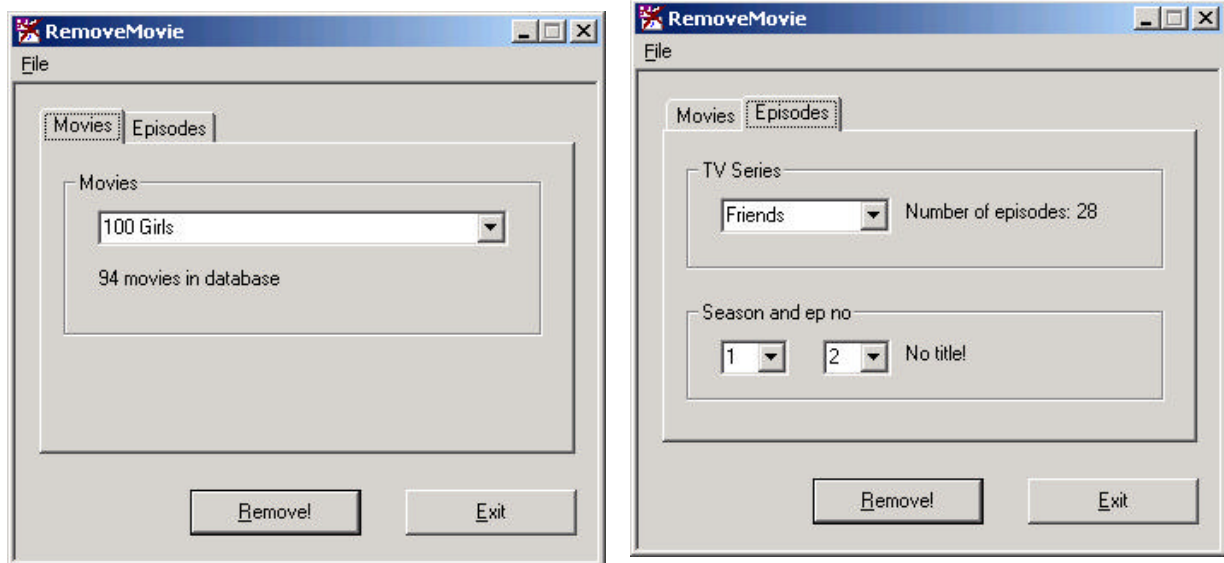 RemoveMovie
File
Movies Episodes
Movies
100 Girls
94 movies in database
Remove! Exit
RemoveMovie
File
Movies Episodes
TV Series
Friends Number of episodes: 28
Season and ep no
1 2 No title!
Remove! Exit